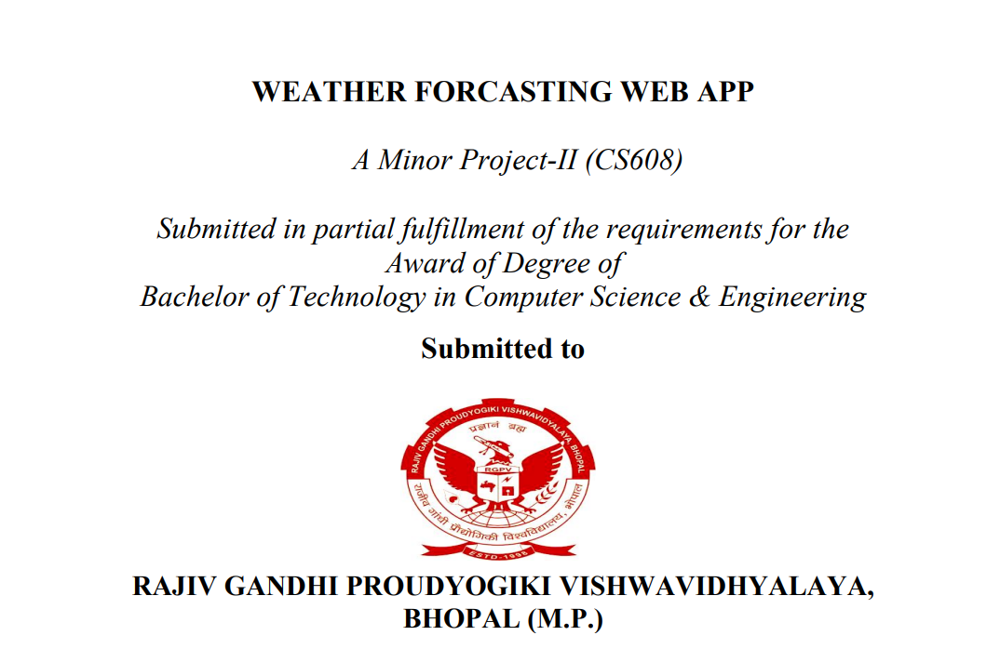 WEATHER FORCASTING WEB APP
A Minor Project-II (CS608)
Submitted in partial fulfillment of the requirements for the
Award of Degree of
Bachelor of Technology in Computer Science & Engineering
Submitted to
RAJIV GANDHI PROUDYOGIKI VISHWAVIDYALAYA, BHOPAL
प्रज्ञानं ब्रह्म
RGPV
राजीव गांधी प्रौद्योगिकी विश्वविद्यालय, भोपाल
ESTD-1998
RAJIV GANDHI PROUDYOGIKI VISHWAVIDHYALAYA,
BHOPAL (M.P.)